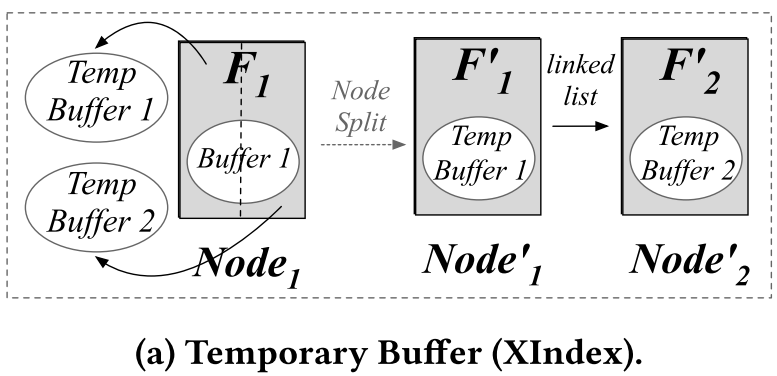 Temp
Buffer 1
Temp
Buffer 2
F1
Buffer 1
Node1
Node
Split
F'1
Temp
Buffer 1
Node'1
linked
list
F'2
Temp
Buffer 2
Node'2
(a) Temporary Buffer (XIndex).